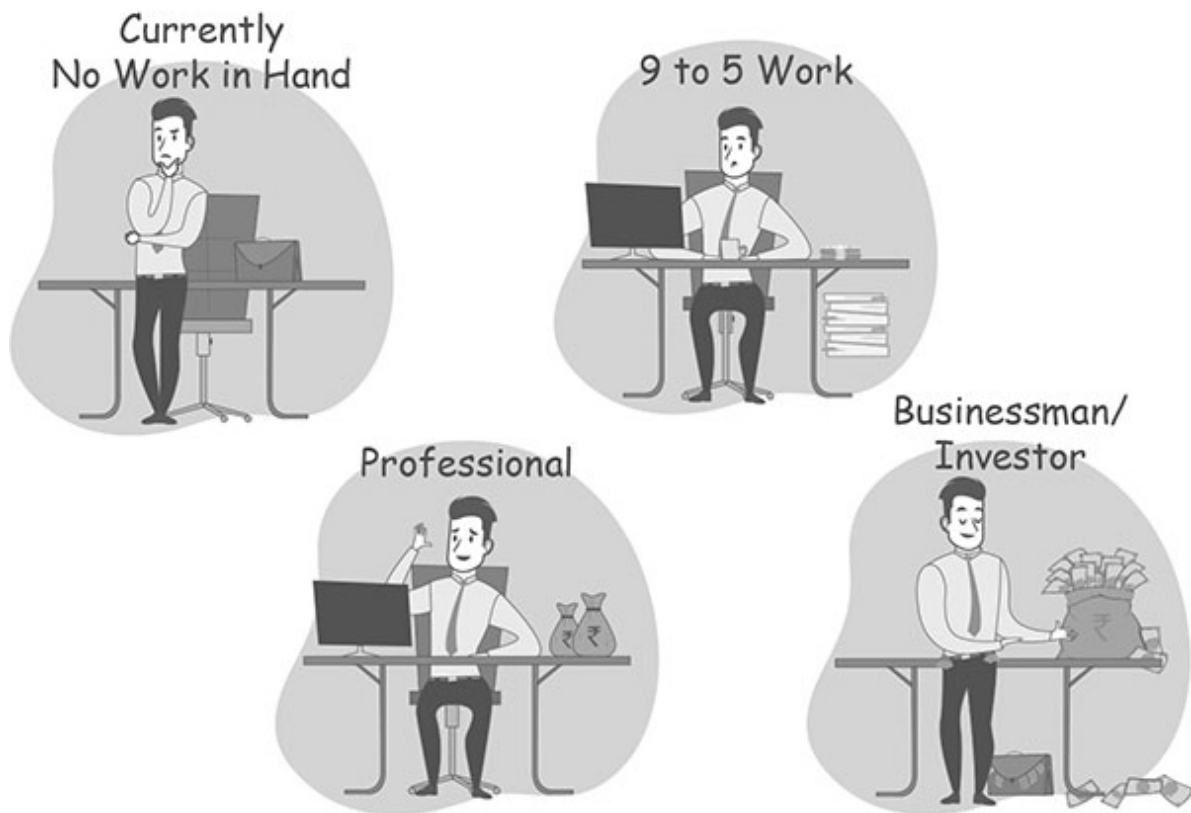 Currently
No Work in Hand
9 to 5 Work
Professional
₹
₹
Businessman/
Investor
₹